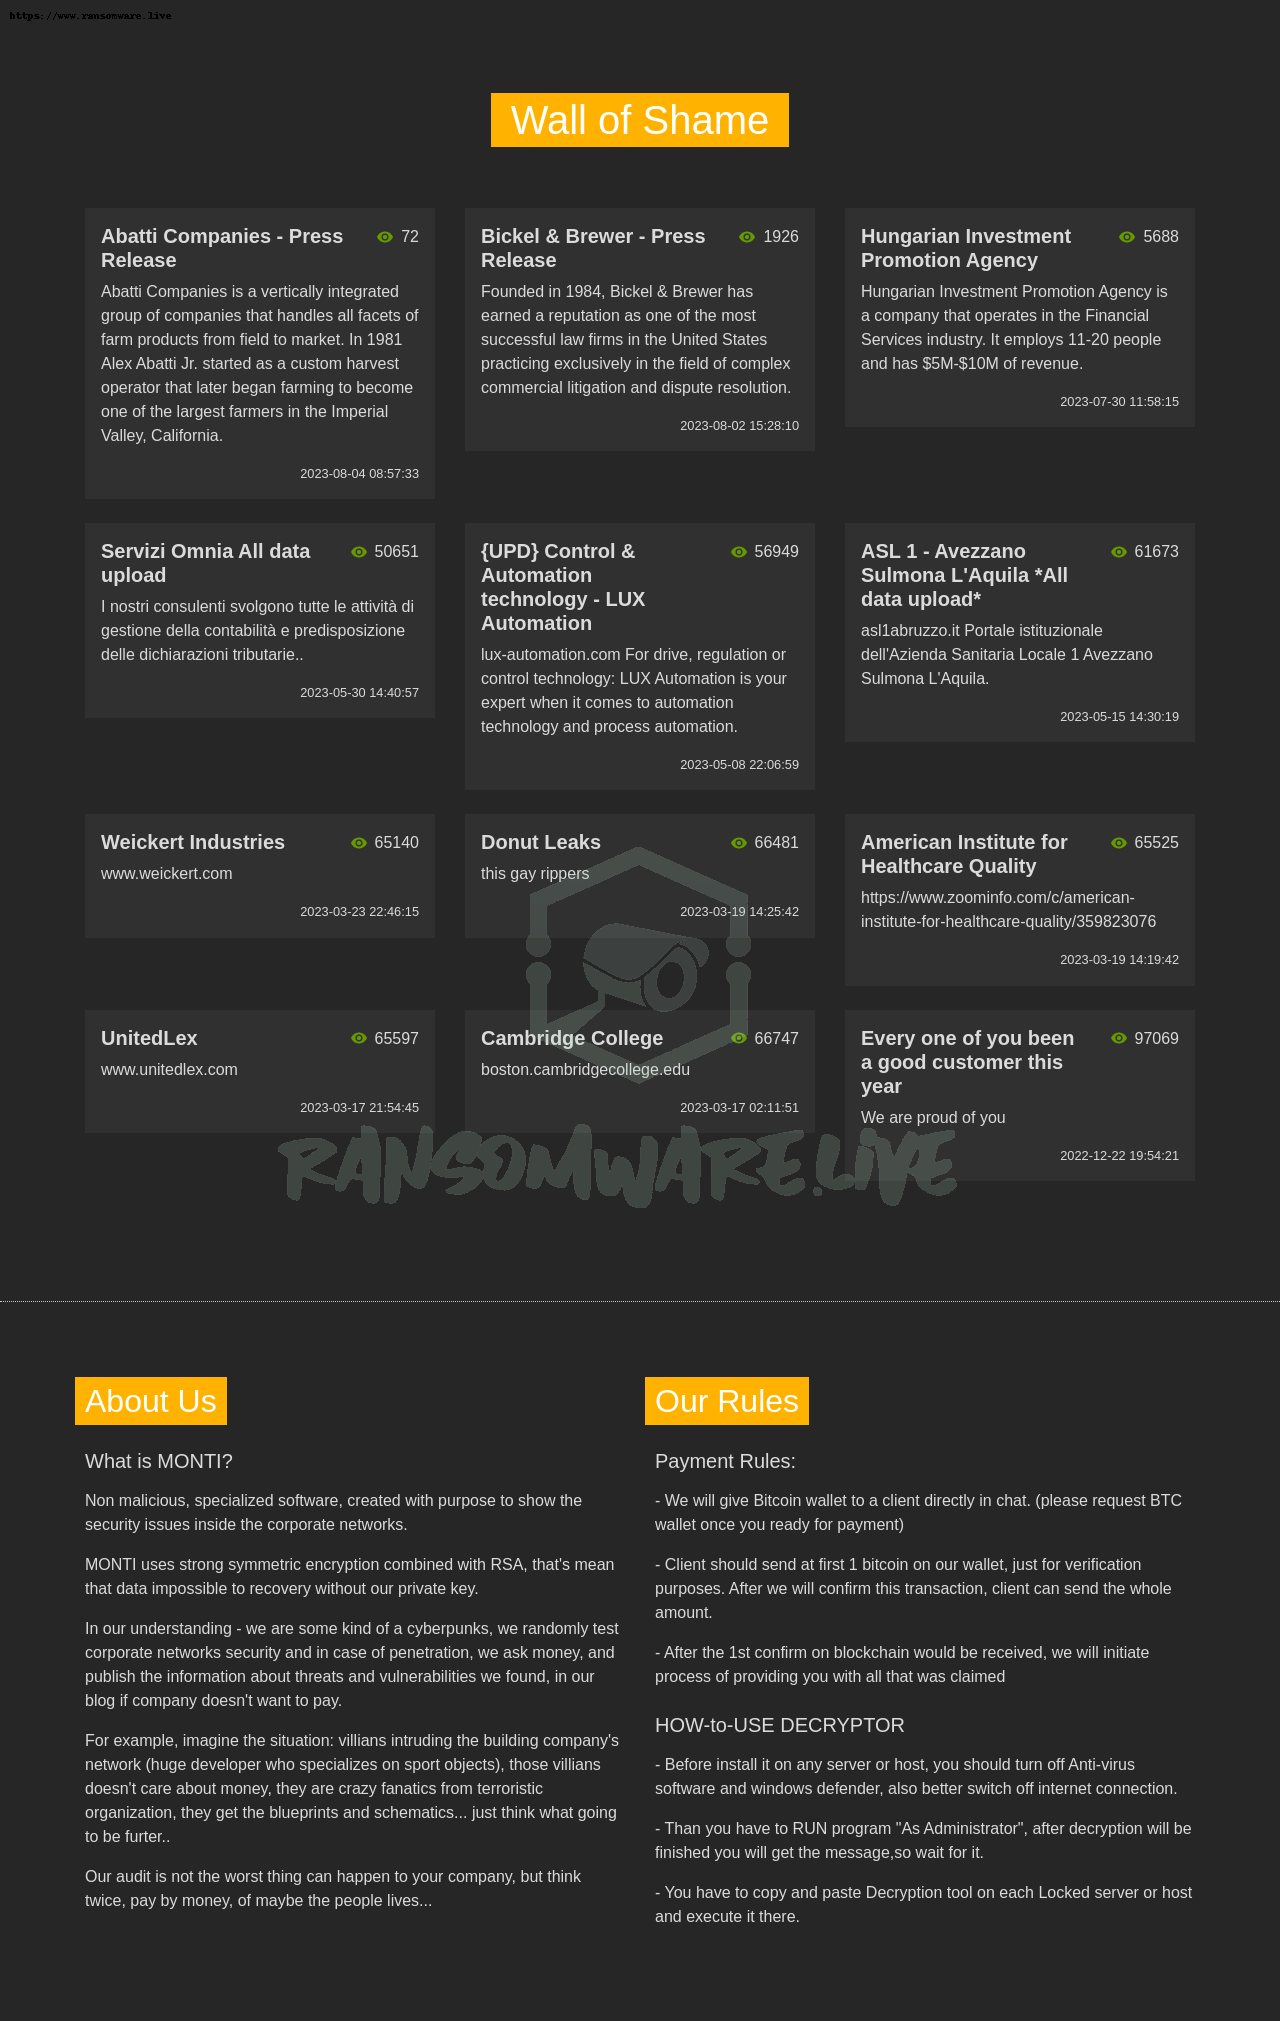 https://www.ransomware.live
Wall of Shame
Abatti Companies - Press
Release
72
Abatti Companies is a vertically integrated
group of companies that handles all facets of
farm products from field to market. In 1981
Alex Abatti Jr. started as a custom harvest
operator that later began farming to become
one of the largest farmers in the Imperial
Valley, California.
2023-08-04 08:57:33
Bickel & Brewer - Press
Release
1926
Founded in 1984, Bickel & Brewer has
earned a reputation as one of the most
successful law firms in the United States
practicing exclusively in the field of complex
commercial litigation and dispute resolution.
2023-08-02 15:28:10
Hungarian Investment
Promotion Agency
5688
Hungarian Investment Promotion Agency is
a company that operates in the Financial
Services industry. It employs 11-20 people
and has $5M-$10M of revenue.
2023-07-30 11:58:15
Servizi Omnia All data
upload
50651
I nostri consulenti svolgono tutte le attività di
gestione della contabilità e predisposizione
delle dichiarazioni tributarie..
2023-05-30 14:40:57
{UPD} Control &
Automation
technology - LUX
Automation
56949
lux-automation.com For drive, regulation or
control technology: LUX Automation is your
expert when it comes to automation
technology and process automation.
2023-05-08 22:06:59
ASL 1 - Avezzano
Sulmona L'Aquila *All
data upload*
61673
asl1abruzzo.it Portale istituzionale
dell'Azienda Sanitaria Locale 1 Avezzano
Sulmona L'Aquila.
2023-05-15 14:30:19
Weickert Industries
65140
www.weickert.com
2023-03-23 22:46:15
Donut Leaks
66481
this gay rippers
2023-03-19 14:25:42
American Institute for
Healthcare Quality
65525
https://www.zoominfo.com/c/american-
institute-for-healthcare-quality/359823076
2023-03-19 14:19:42
UnitedLex
65597
www.unitedlex.com
2023-03-17 21:54:45
Cambridge College
66747
boston.cambridgecollege.edu
2023-03-17 02:11:51
Every one of you been
a good customer this
year
97069
We are proud of you
2022-12-22 19:54:21
RANSOMWARE.LIVE
About Us
What is MONTI?
Non malicious, specialized software, created with purpose to show the
security issues inside the corporate networks.
MONTI uses strong symmetric encryption combined with RSA, that's mean
that data impossible to recovery without our private key.
In our understanding - we are some kind of a cyberpunks, we randomly test
corporate networks security and in case of penetration, we ask money, and
publish the information about threats and vulnerabilities we found, in our
blog if company doesn't want to pay.
For example, imagine the situation: villians intruding the building company's
network (huge developer who specializes on sport objects), those villians
doesn't care about money, they are crazy fanatics from terroristic
organization, they get the blueprints and schematics... just think what going
to be furter..
Our audit is not the worst thing can happen to your company, but think
twice, pay by money, of maybe the people lives...
Our Rules
Payment Rules:
- We will give Bitcoin wallet to a client directly in chat. (please request BTC
wallet once you ready for payment)
- Client should send at first 1 bitcoin on our wallet, just for verification
purposes. After we will confirm this transaction, client can send the whole
amount.
- After the 1st confirm on blockchain would be received, we will initiate
process of providing you with all that was claimed
HOW-to-USE DECRYPTOR
- Before install it on any server or host, you should turn off Anti-virus
software and windows defender, also better switch off internet connection.
- Than you have to RUN program "As Administrator", after decryption will be
finished you will get the message,so wait for it.
- You have to copy and paste Decryption tool on each Locked server or host
and execute it there.